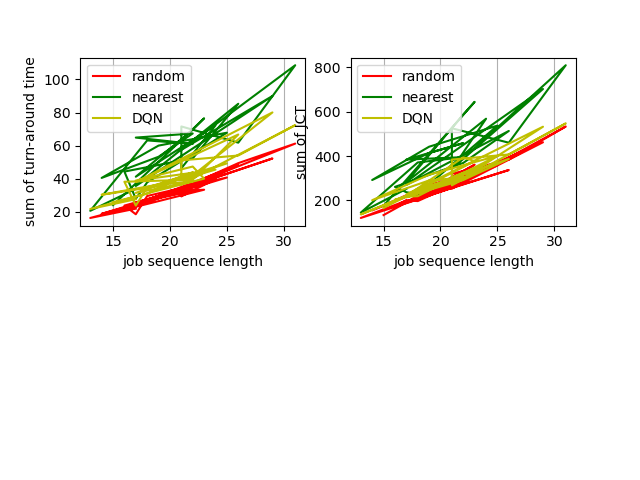 sum of turn-around time
100
80
60
40
20
random
nearest
DQN
15
20
25
30
job sequence length
sum of JCT
800
600
400
200
random
nearest
DQN
15
20
25
30
job sequence length